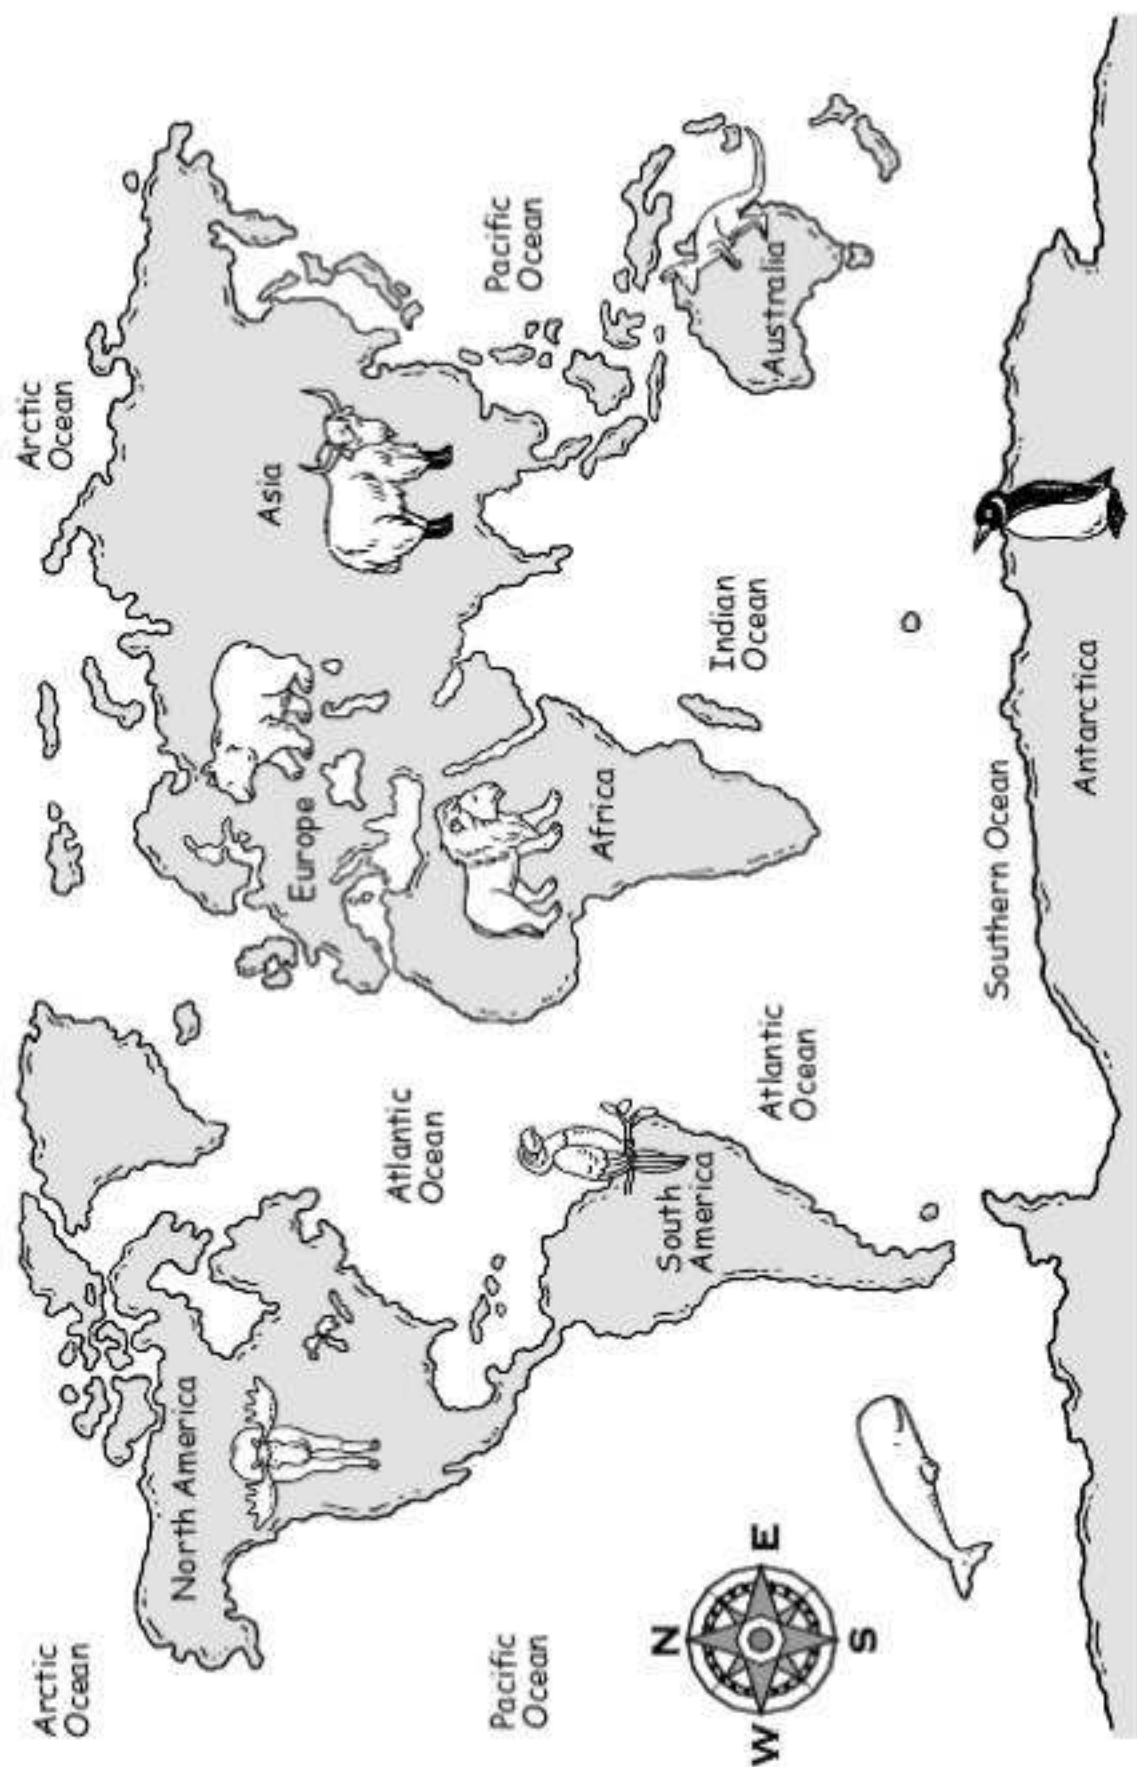 Arctic
Ocean
Arctic
Ocean
North America
Asia
Europe
Atlantic
Ocean
Pacific
Ocean
Pacific
Ocean
Africa
South
America
Indian
Ocean
Australia
Atlantic
Ocean
N
W
E
S
Southern Ocean
Antarctica